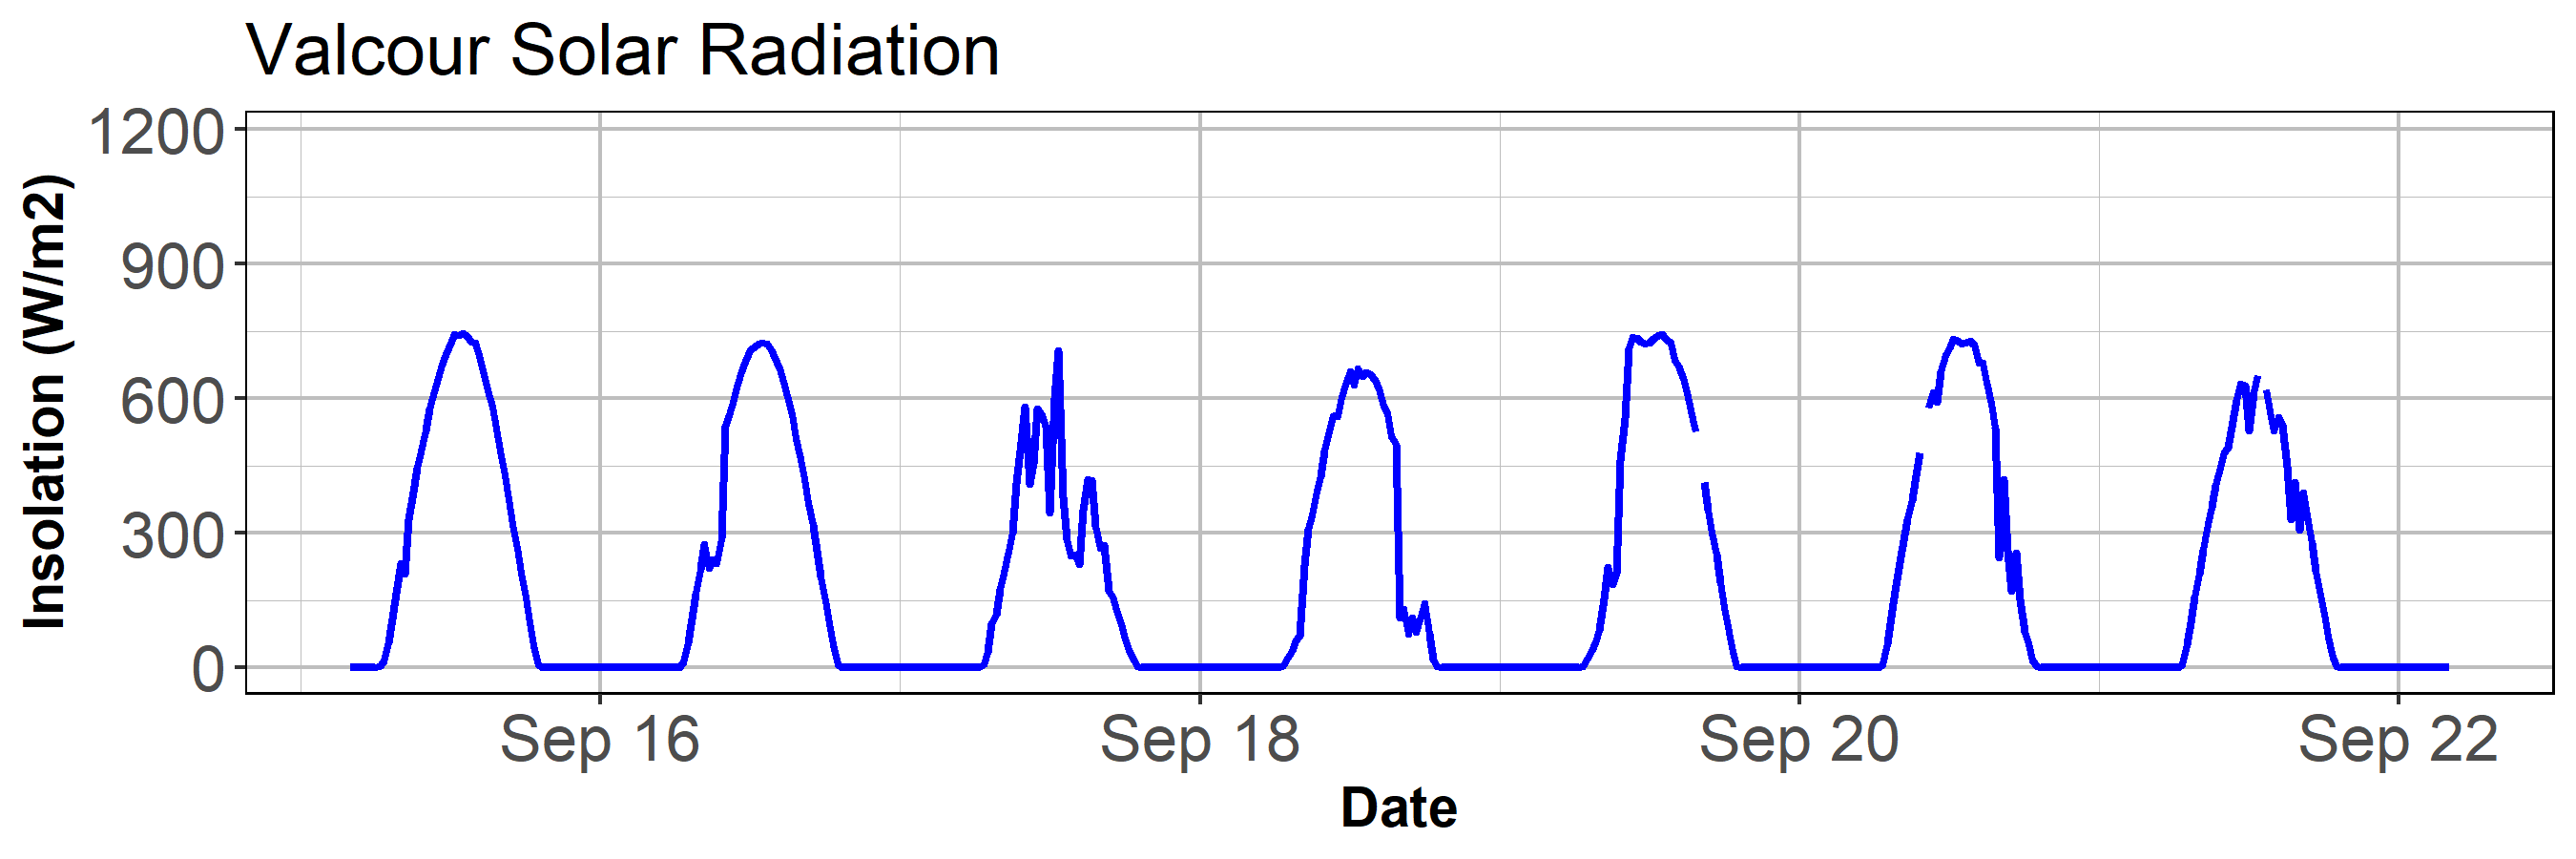 Valcour Solar Radiation
1200
900
600
300
0
Insolation (W/m2)
Sep 16
Sep 18
Sep 20
Sep 22
Date